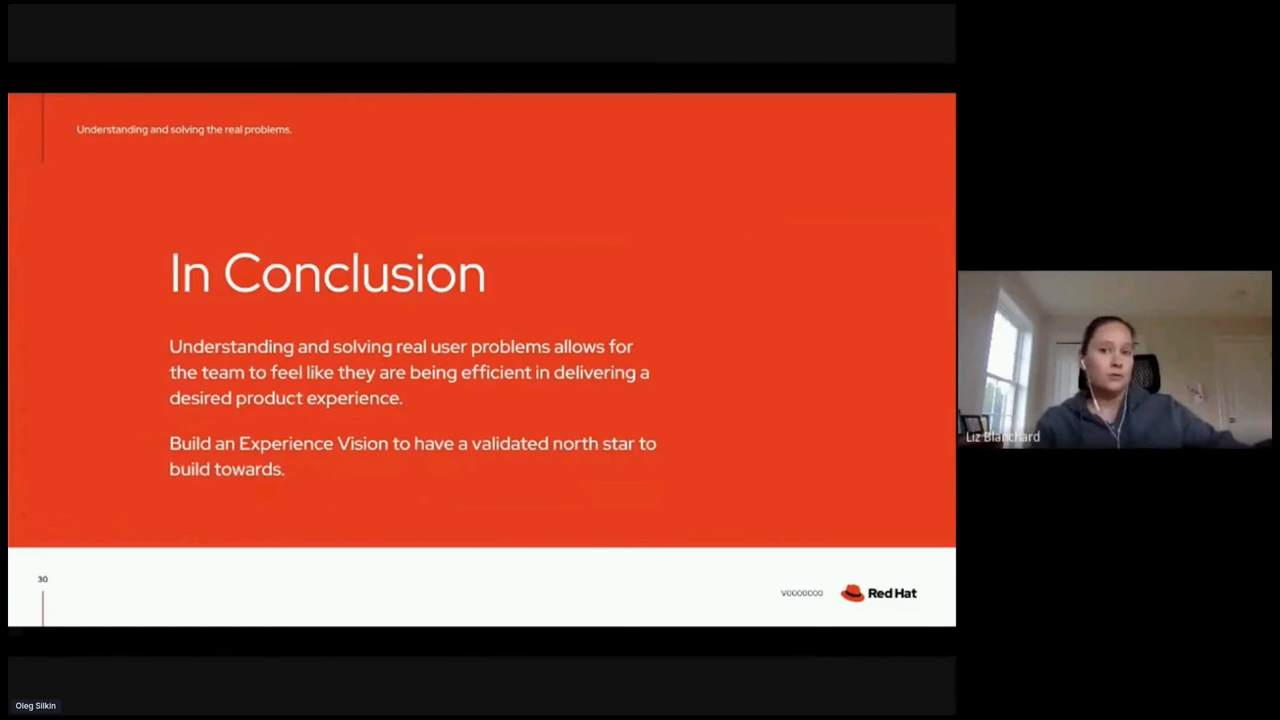 Understanding and solving the real problems.
In Conclusion
Understanding and solving real user problems allows for
the team to feel like they are being efficient in delivering a
desired product experience.
Build an Experience Vision to have a validated north star to
build towards.
30
V0000000
Red Hat
Liz Blanchard
Oleg Silkin